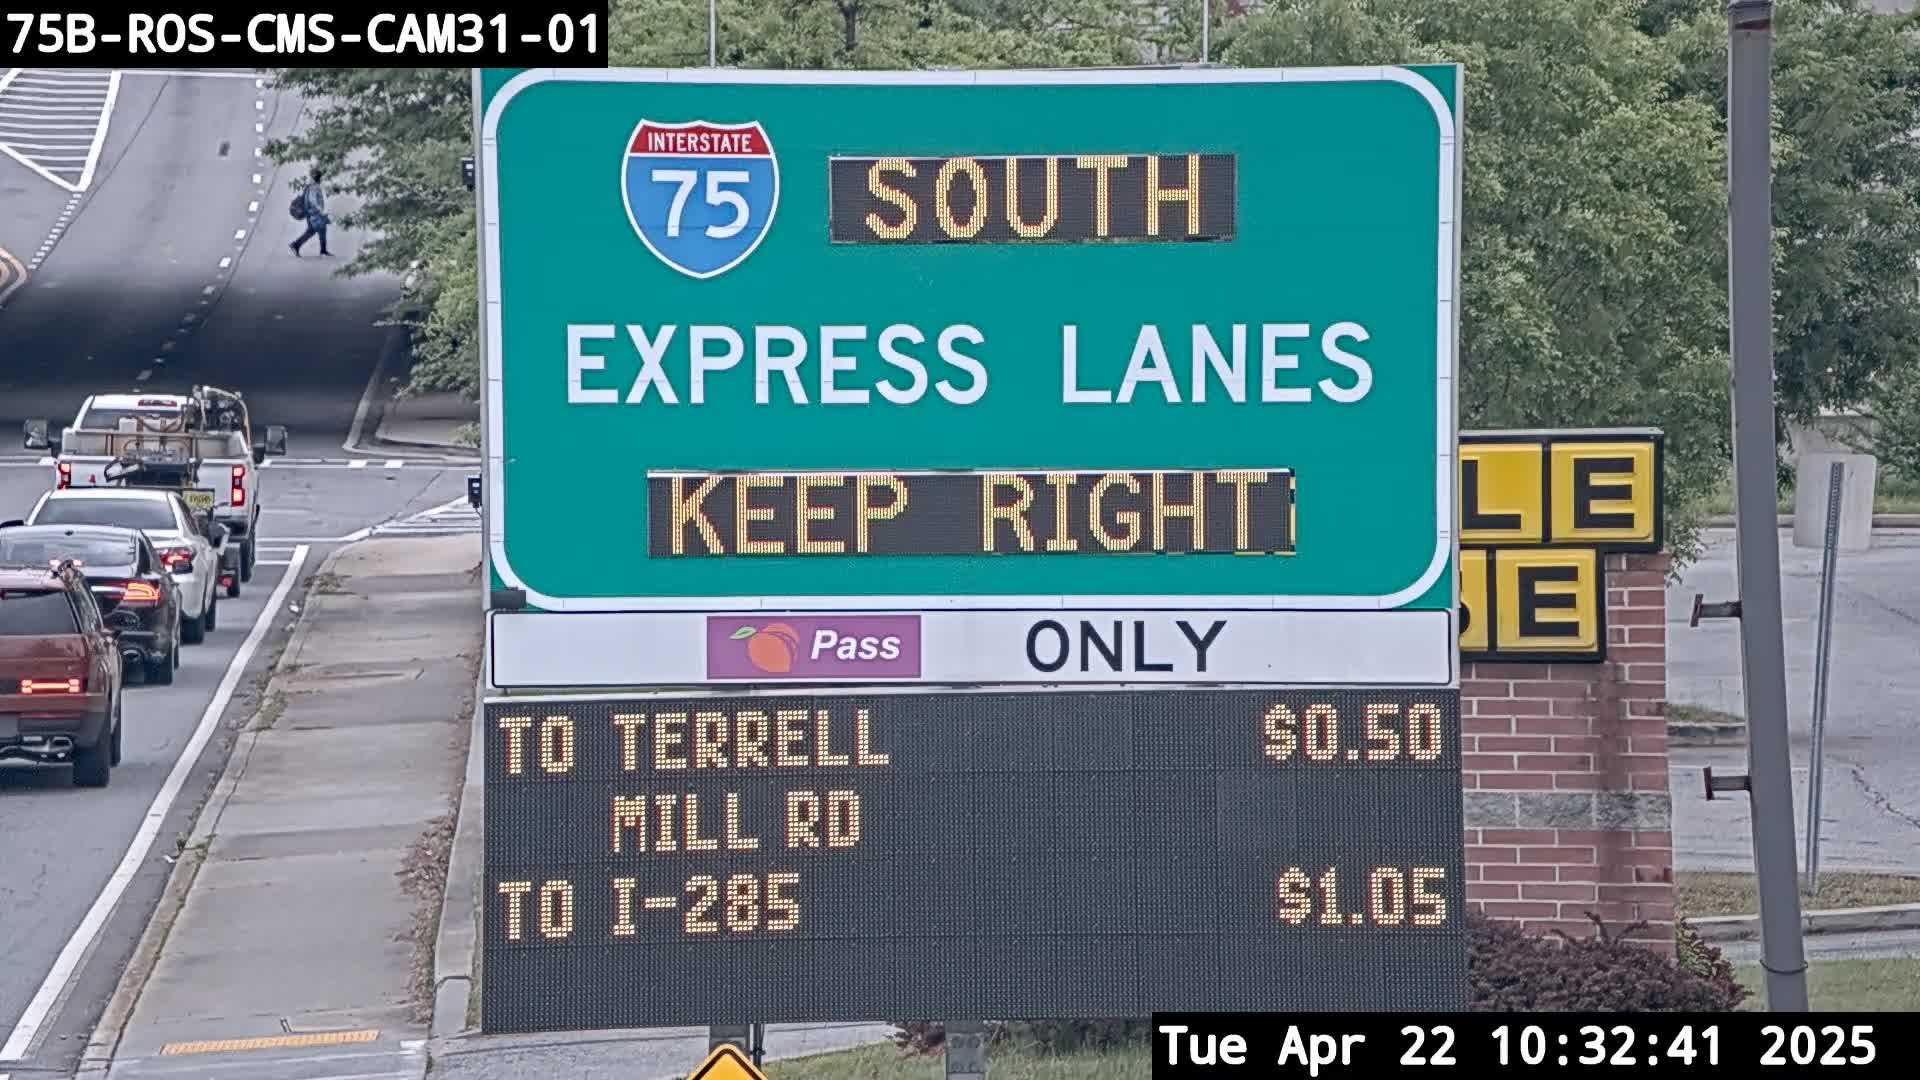 75B-ROS-CMS-CAM31-01
INTERSTATE
75
SOUTH
EXPRESS LANES
KEEP RIGHT
Pass ONLY
TO TERRELL $0.50
MILL RD
TO I-285 $1.05
LE
E
Tue Apr 22 10:32:41 2025